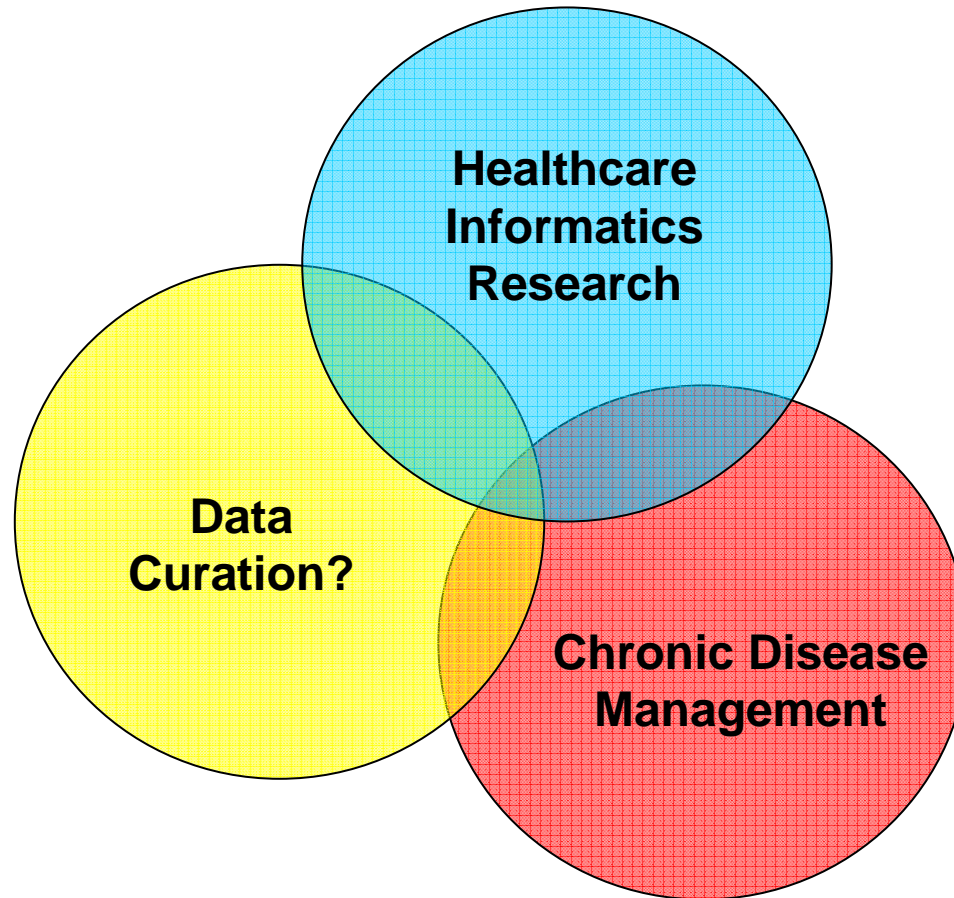 Healthcare
Informatics
Research
Data
Curation?
Chronic Disease
Management